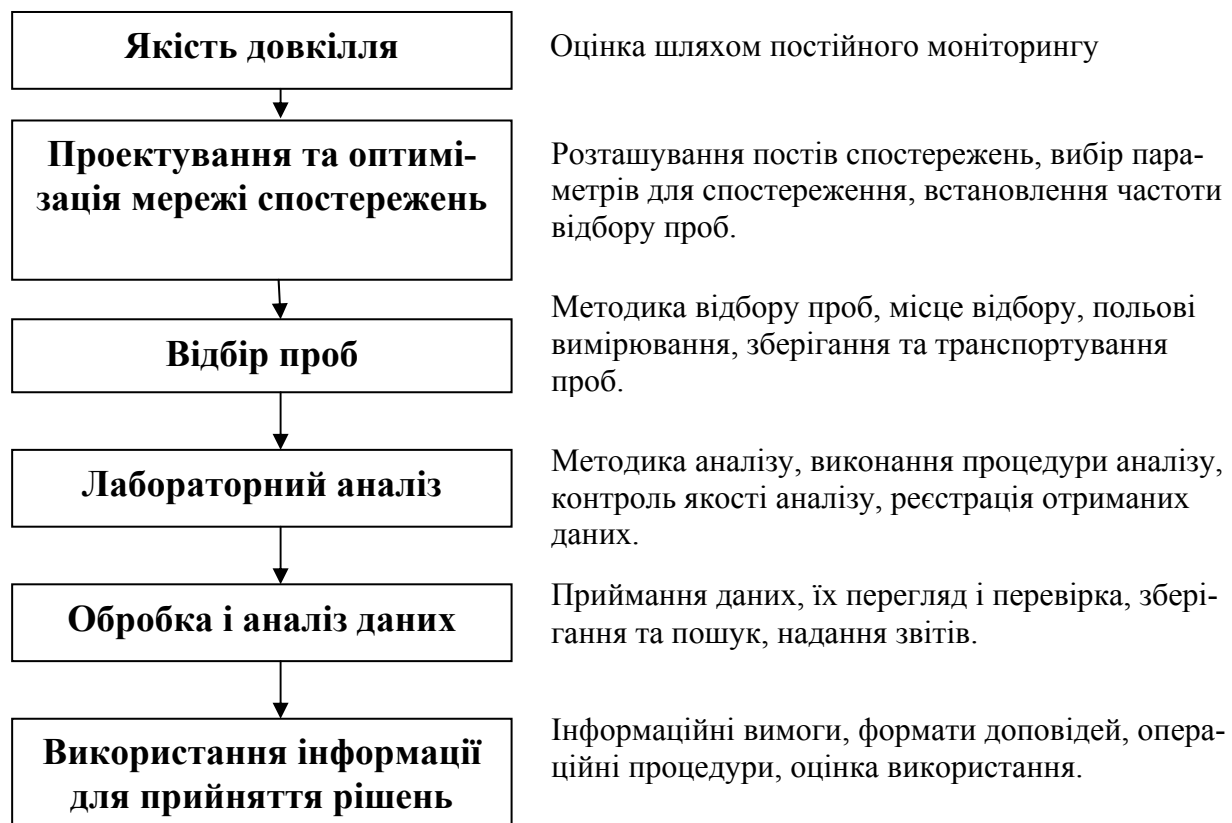 Якість довкілля
Оцінка шляхом постійного моніторингу
Проектування та оптимі-
зація мережі спостережень
Розташування постів спостережень, вибір пара-
метрів для спостереження, встановлення частоти
відбору проб.
Відбір проб
Методика відбору проб, місце відбору, польові
вимірювання, зберігання та транспортування
проб.
Лабораторний аналіз
Методика аналізу, виконання процедури аналізу,
контроль якості аналізу, реєстрація отриманих
даних.
Обробка і аналіз даних
Приймання даних, їх перегляд і перевірка, збері-
гання та пошук, надання звітів.
Використання інформації
для прийняття рішень
Інформаційні вимоги, формати доповідей, опера-
ційні процедури, оцінка використання.